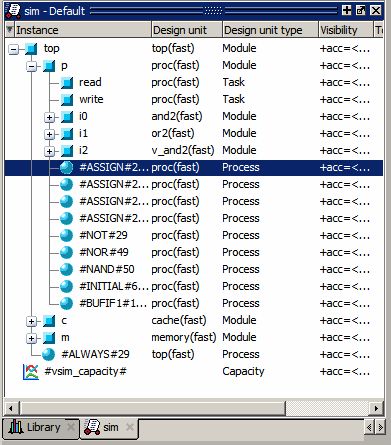 sim - Default
Instance Design unit Design unit type Visibility
top top(fast) Module +acc=<...
p proc(fast) Module +acc=<...
read proc(fast) Task +acc=<...
write proc(fast) Task +acc=<...
i0 and2(fast) Module +acc=<...
i1 or2(fast) Module +acc=<...
i2 v_and2(fast) Module +acc=<...
#ASSIGN#2... proc(fast) Process +acc=<...
#ASSIGN#2... proc(fast) Process +acc=<...
#ASSIGN#2... proc(fast) Process +acc=<...
#ASSIGN#2... proc(fast) Process +acc=<...
#NOT#29 proc(fast) Process +acc=<...
#NOR#49 proc(fast) Process +acc=<...
#NAND#50 proc(fast) Process +acc=<...
#INITIAL#6... proc(fast) Process +acc=<...
#BUFIF1#1... proc(fast) Process +acc=<...
c cache(fast) Module +acc=<...
m memory(fast) Module +acc=<...
#ALWAYS#29 top(fast) Process +acc=<...
#vsim_capacity# Capacity +acc=<...
Library sim